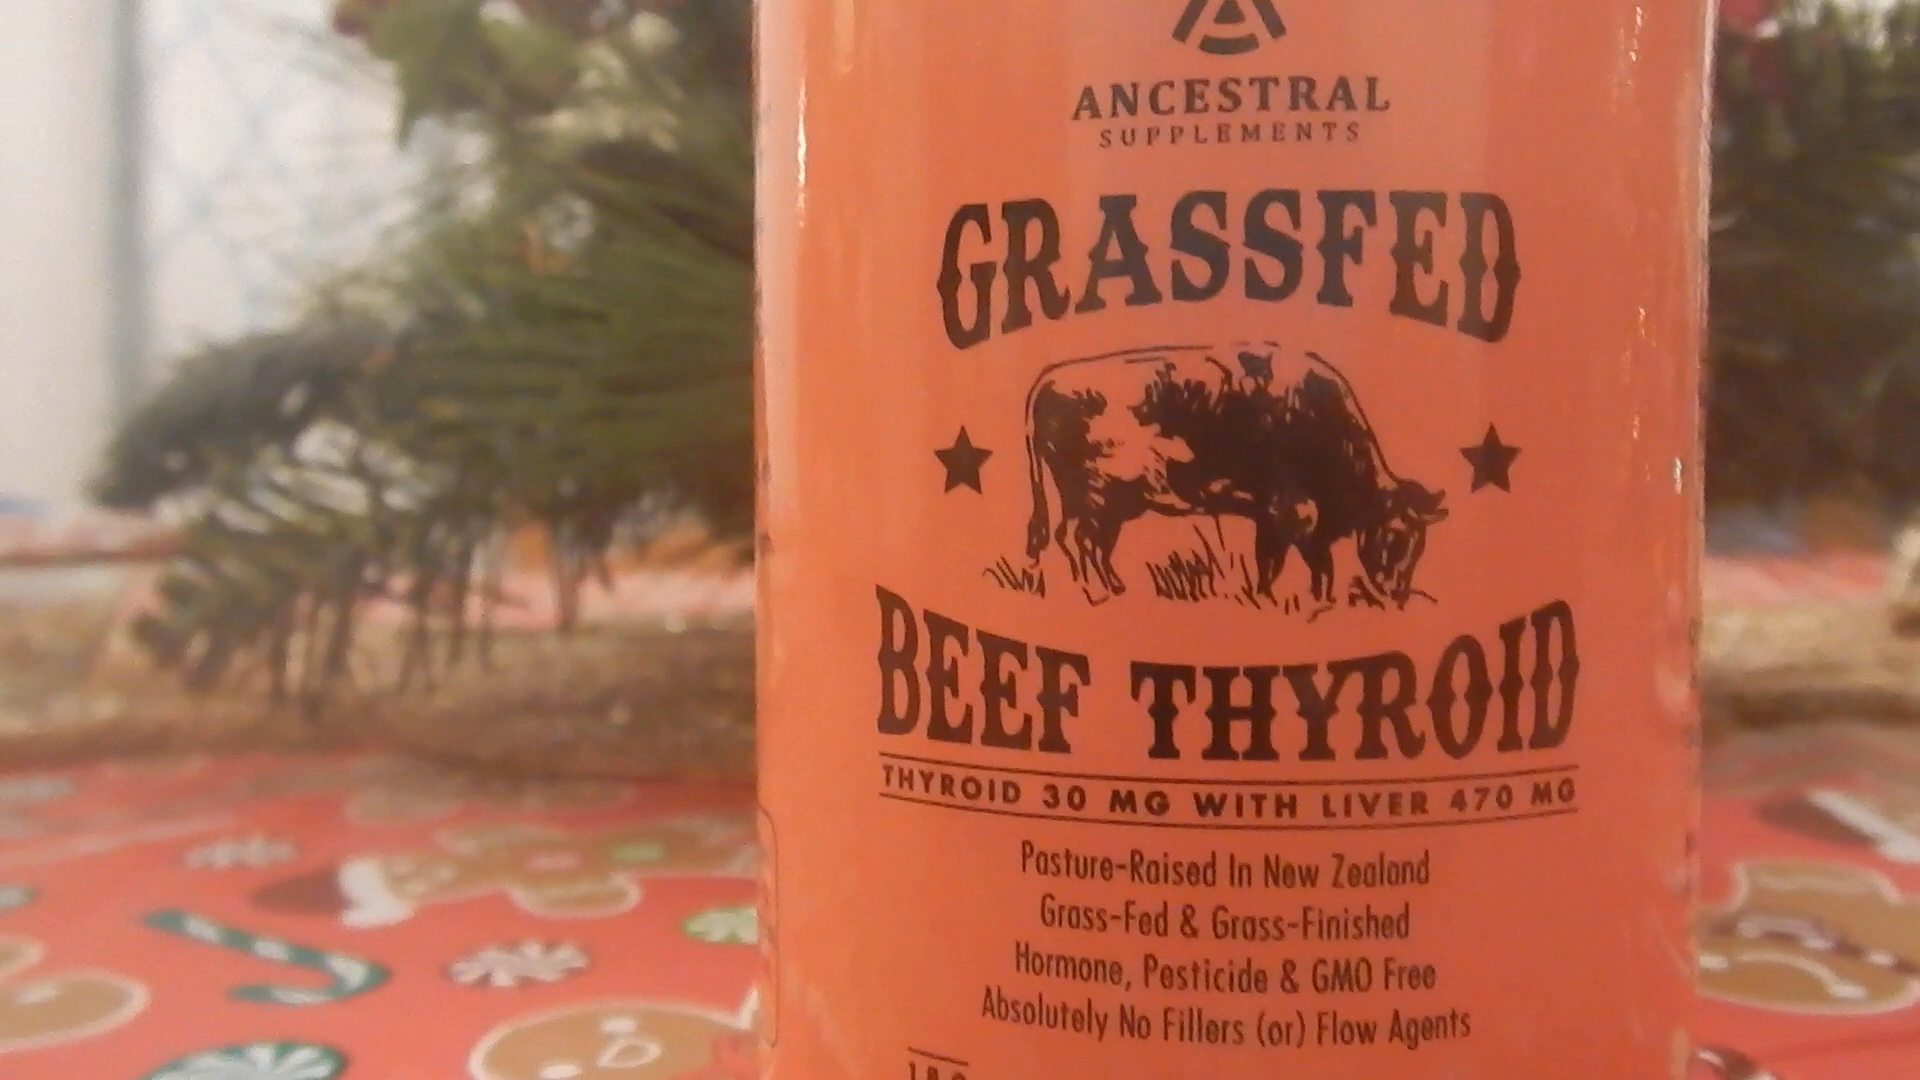 ANCESTRAL
SUPPLEMENTS
GRASSFED
BEEF THYROID
THYROID 30 MG WITH LIVER 470 MG
Pasture-Raised In New Zealand
Grass-Fed & Grass-Finished
Hormone, Pesticide & GMO Free
Absolutely No Fillers (or) Flow Agents